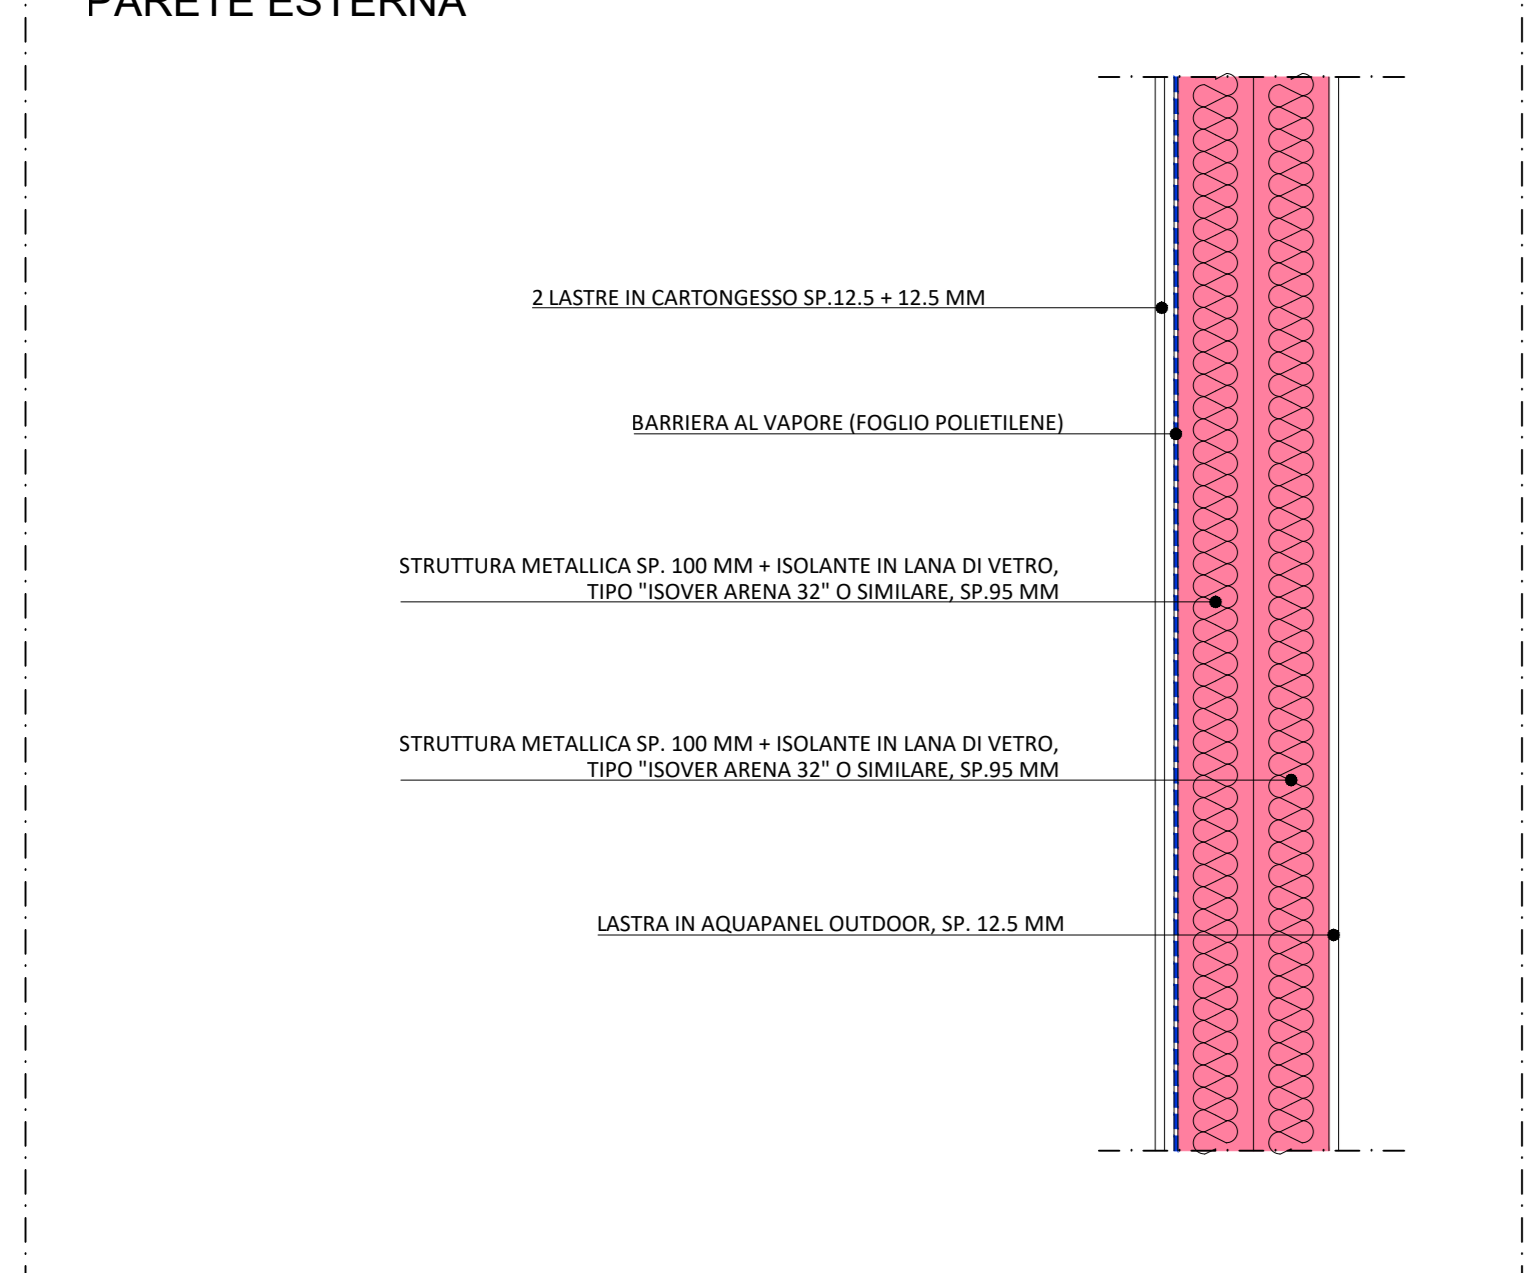 PARETE ESTERNA
2 LASTRE IN CARTONGESSO SP.12.5 + 12.5 MM
BARRIERA AL VAPORE (FOGLIO POLIETILENE)
STRUTTURA METALLICA SP. 100 MM + ISOLANTE IN LANA DI VETRO,
TIPO "ISOVER ARENA 32" O SIMILARE, SP.95 MM
STRUTTURA METALLICA SP. 100 MM + ISOLANTE IN LANA DI VETRO,
TIPO "ISOVER ARENA 32" O SIMILARE, SP.95 MM
LASTRA IN AQUAPANEL OUTDOOR, SP. 12.5 MM